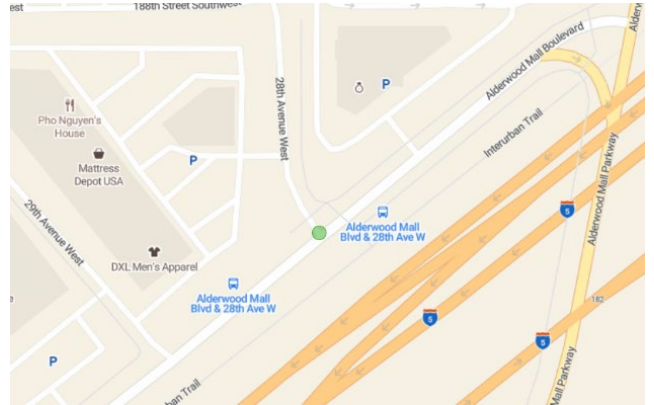 188th Street Southwest
Alderwood Mall Boulevard
P
28th Avenue West
Pho Nguyen's
House
Interurban Trail
P
Mattress
Depot USA
Alderwood Mall Parkway
29th Avenue West
5
Alderwood Mall
Blvd & 28th Ave W
DXL Men's Apparel
Alderwood Mall
Blvd & 28th Ave W
182
5
5
P
urban Trail
Mall Parkway